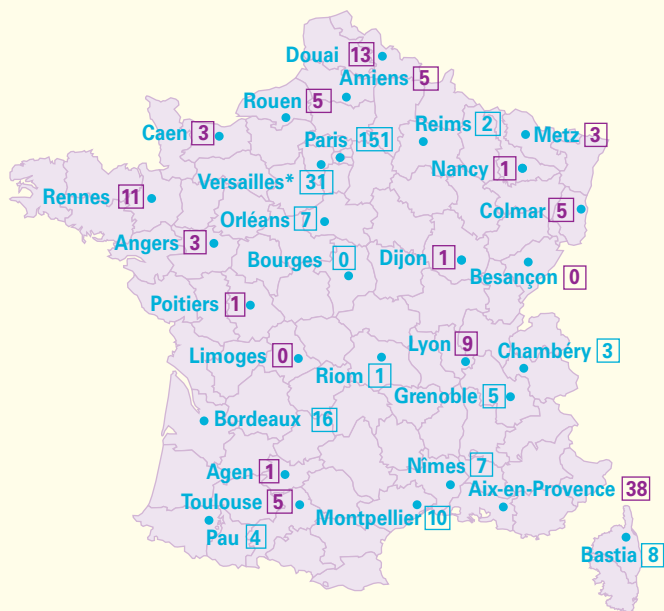 Douai 13
Amiens 5
Rouen 5
Caen 3
Paris 151
Reims 2
Metz 3
Nancy 1
Versailles* 31
Rennes 11
Colmar 5
Orléans 7
Angers 3
Bourges 0
Dijon 1
Besançon 0
Poitiers 1
Limoges 0
Lyon 9
Chambéry 3
Riom 1
Grenoble 5
Bordeaux 16
Agen 1
Nîmes 7
Toulouse 5
Aix-en-Provence 38
Montpellier 10
Pau 4
Bastia 8